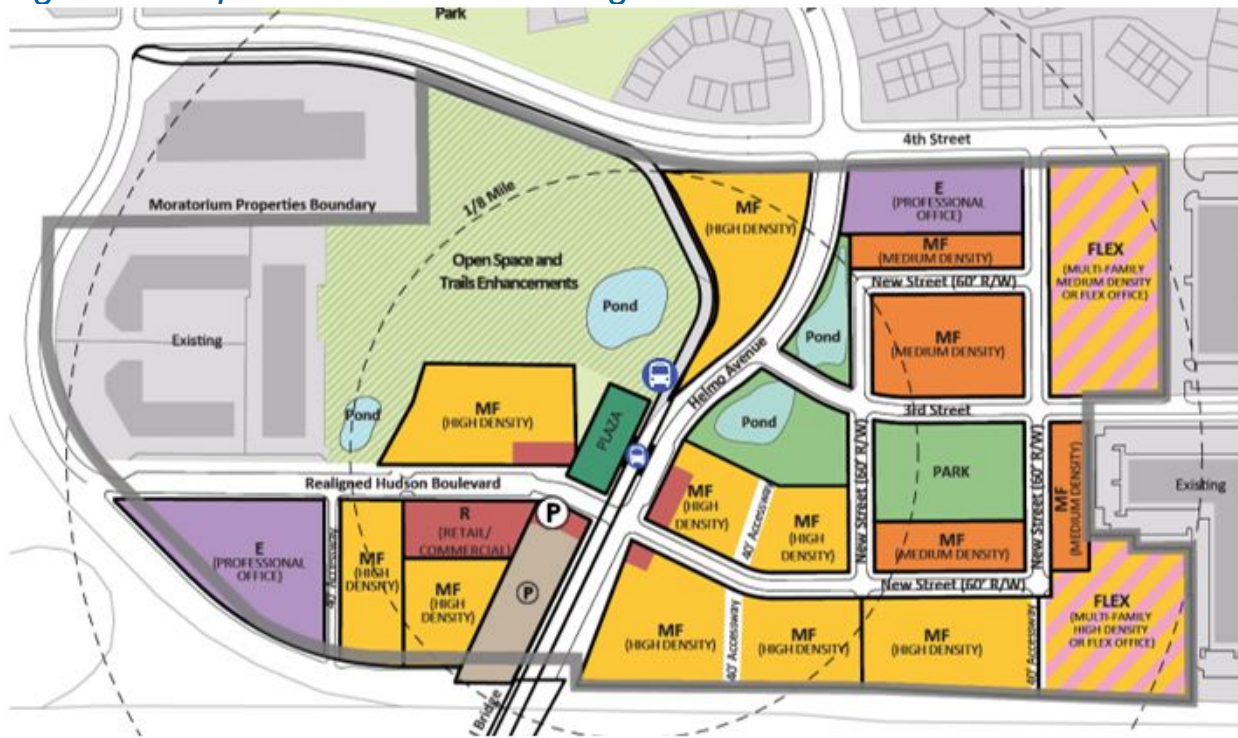 Park
4th Street
Moratorium Properties Boundary
1/8 Mile
MF
(HIGH DENSITY)
E
(PROFESSIONAL
OFFICE)
MF
(MEDIUM DENSITY)
New Street (60' R/W)
FLEX
(MULTI-FAMILY
MEDIUM DENSITY
OR FLEX OFFICE)
Open Space and
Trails Enhancements
Pond
Pond
MF
(MEDIUM DENSITY)
Existing
Helmo Avenue
3rd Street
Pond
MF
(HIGH DENSITY)
PLAZA
Pond
PARK
New Street (60' R/W)
New Street (60' R/W)
MF
(MEDIUM DENSITY)
Existing
Realigned Hudson Boulevard
MF
(HIGH
DENSITY)
40' Accessway
MF
(HIGH
DENSITY)
MF
(MEDIUM DENSITY)
New Street (60' R/W)
E
(PROFESSIONAL
OFFICE)
40' Accessway
MF
(HIGH
DENSITY)
R
(RETAIL/
COMMERCIAL)
MF
(HIGH
DENSITY)
P
P
MF
(HIGH DENSITY)
40' Accessway
MF
(HIGH DENSITY)
MF
(HIGH DENSITY)
40' Accessway
FLEX
(MULTI-FAMILY
HIGH DENSITY
OR FLEX OFFICE)
Bridge